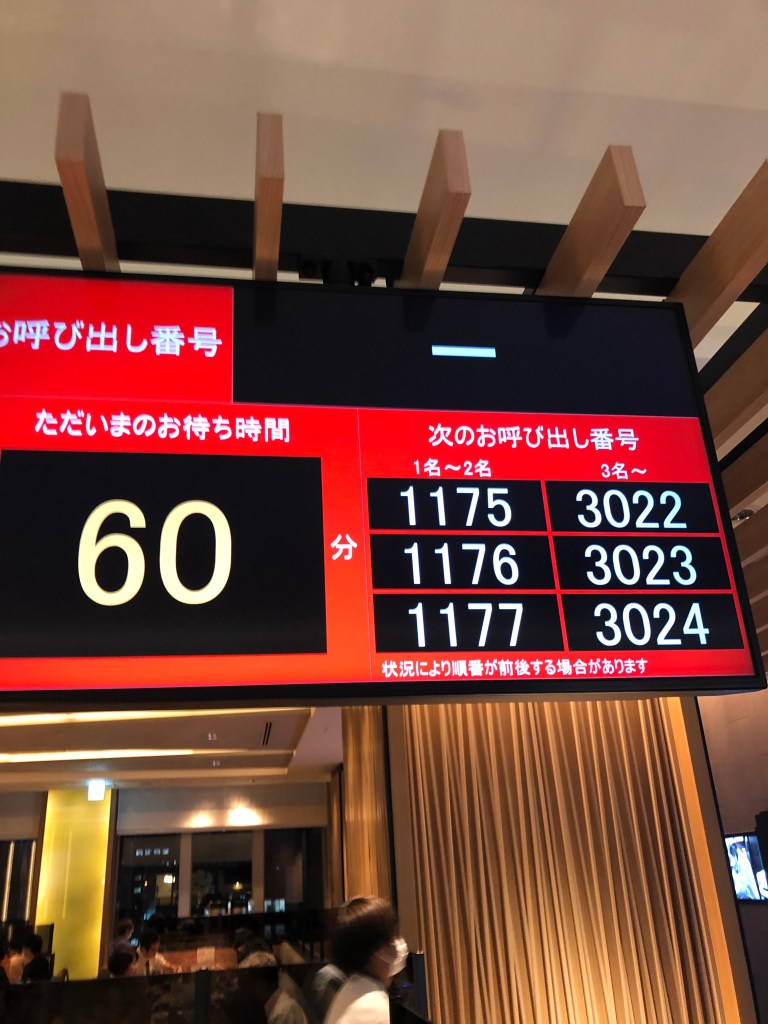 お呼び出し番号
ー
ただいまのお待ち時間
60
分
次のお呼び出し番号
1名～2名 3名～
1175 3022
1176 3023
1177 3024
状況により順番が前後する場合があります